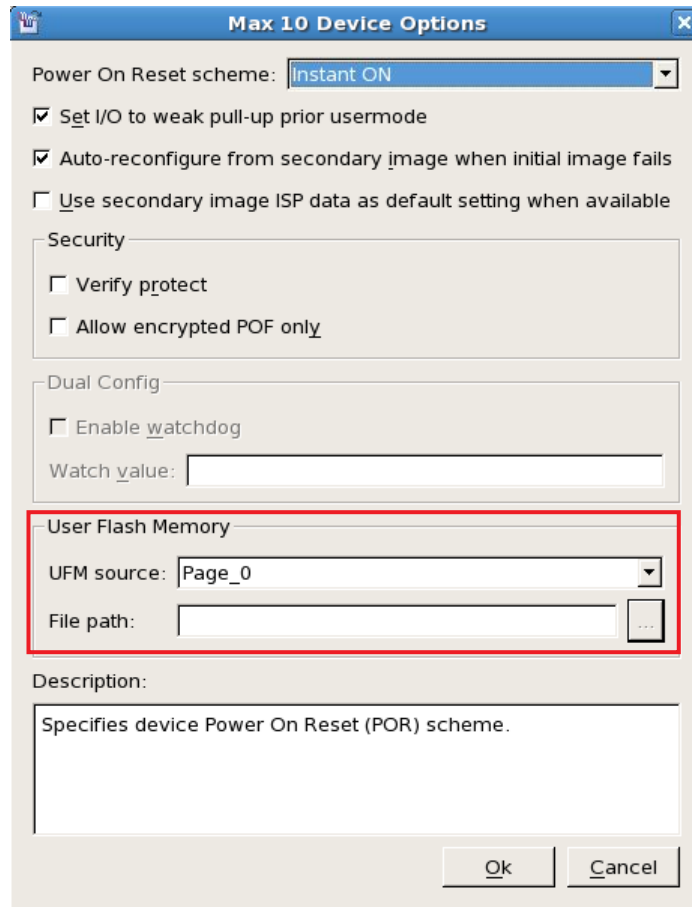 Max 10 Device Options
Power On Reset scheme: Instant ON
Set I/O to weak pull-up prior usermode
Auto-reconfigure from secondary image when initial image fails
Use secondary image ISP data as default setting when available
Security
Verify protect
Allow encrypted POF only
Dual Config
Enable watchdog
Watch value:
User Flash Memory
UFM source: Page_0
File path: ...
Description:
Specifies device Power On Reset (POR) scheme.
Ok Cancel